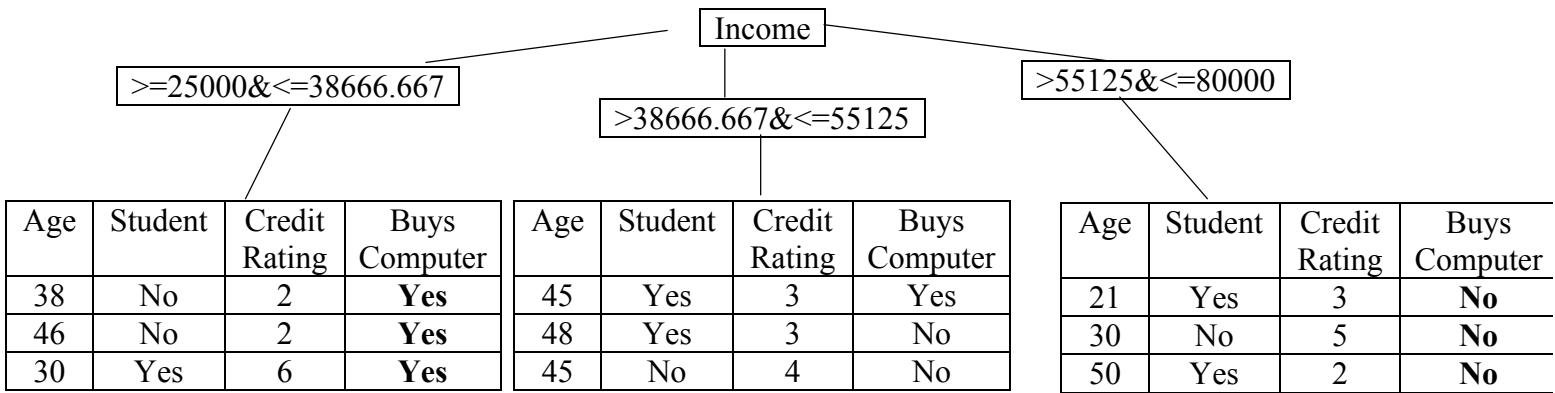 Income
>=25000&<=38666.667
>38666.667&<=55125
>55125&<=80000
Age Student Credit Rating Buys Computer
38 No 2 Yes
46 No 2 Yes
30 Yes 6 Yes
Age Student Credit Rating Buys Computer
45 Yes 3 Yes
48 Yes 3 No
45 No 4 No
Age Student Credit Rating Buys Computer
21 Yes 3 No
30 No 5 No
50 Yes 2 No